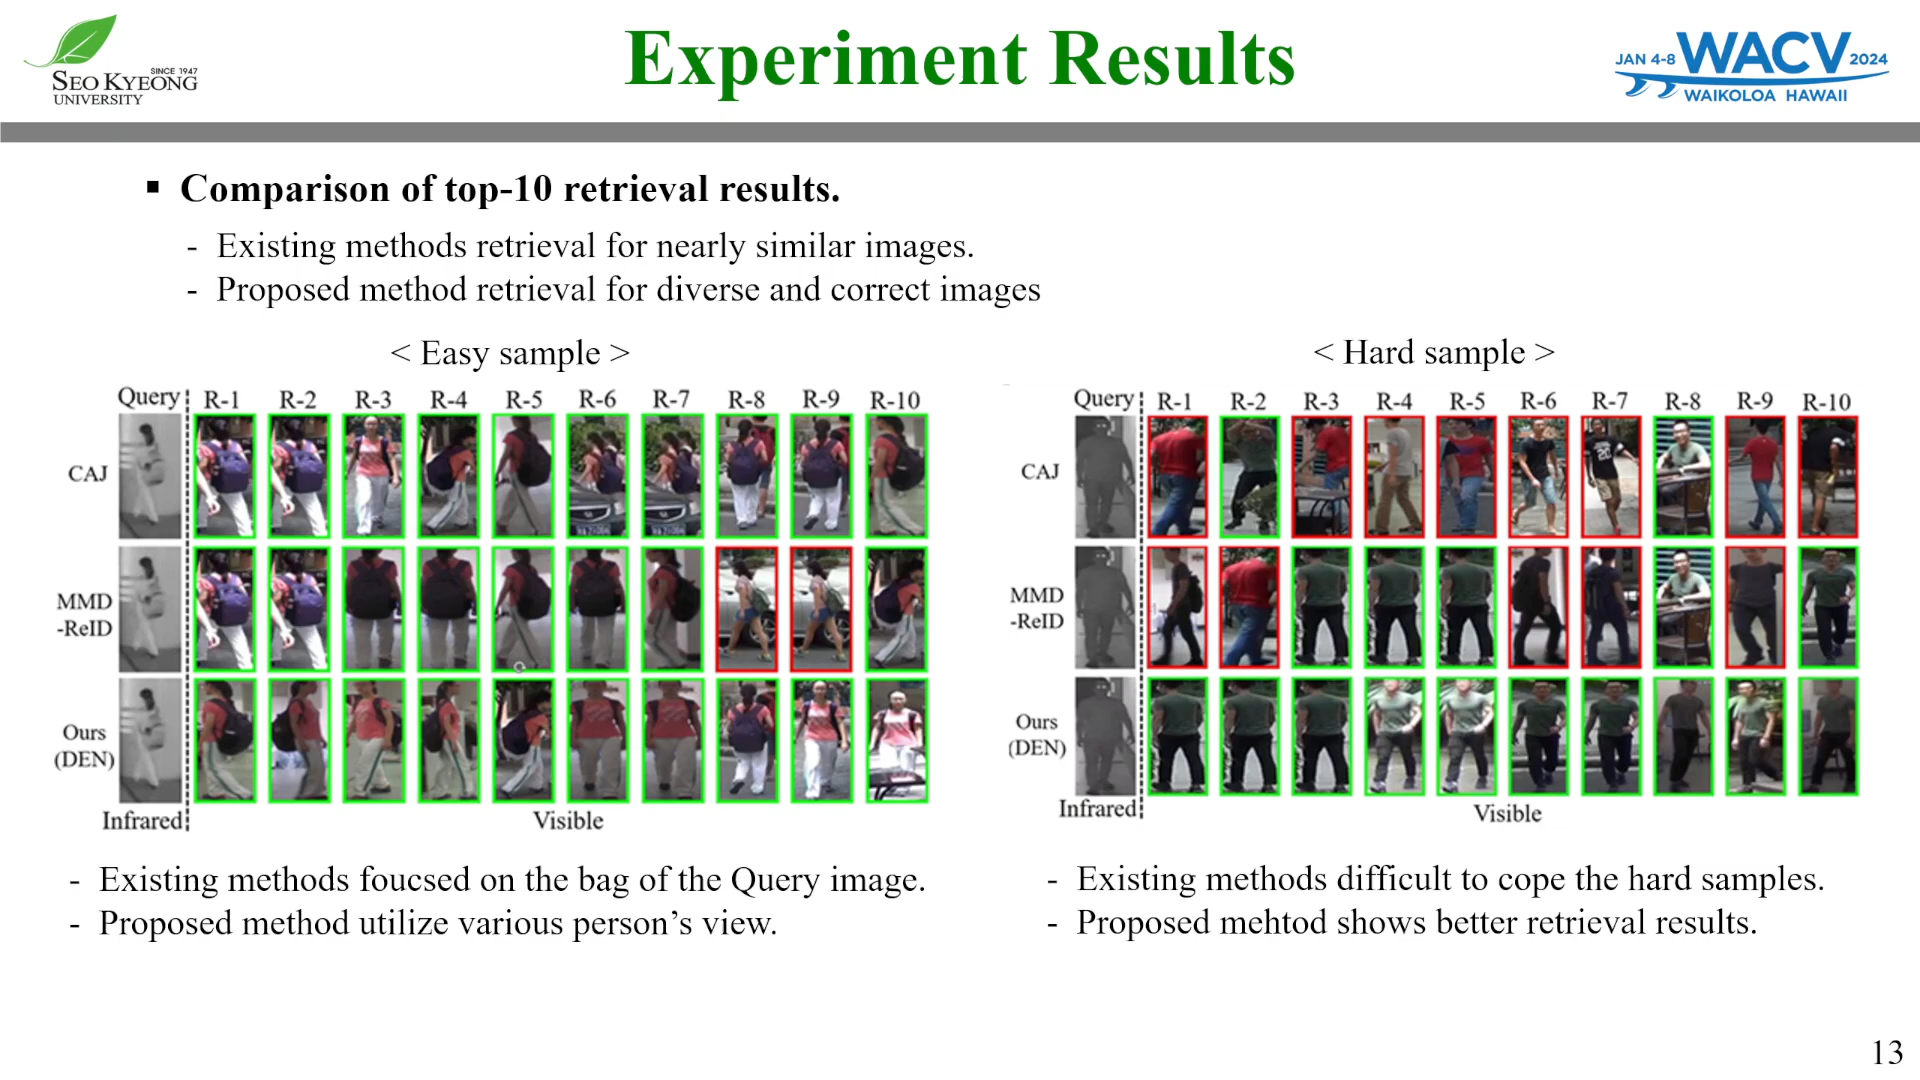 SINCE 1947
SEO KYEONG
UNIVERSITY
Experiment Results
JAN 4-8 WACV 2024
WAIKOLOA HAWAII
▪ Comparison of top-10 retrieval results.
- Existing methods retrieval for nearly similar images.
- Proposed method retrieval for diverse and correct images
< Easy sample >
Query R-1 R-2 R-3 R-4 R-5 R-6 R-7 R-8 R-9 R-10
CAJ
MMD
-ReID
Ours
(DEN)
Infrared Visible
- Existing methods foucsed on the bag of the Query image.
- Proposed method utilize various person’s view.
< Hard sample >
Query R-1 R-2 R-3 R-4 R-5 R-6 R-7 R-8 R-9 R-10
CAJ
20
MMD
-ReID
Ours
(DEN)
Infrared Visible
- Existing methods difficult to cope the hard samples.
- Proposed mehtod shows better retrieval results.
13